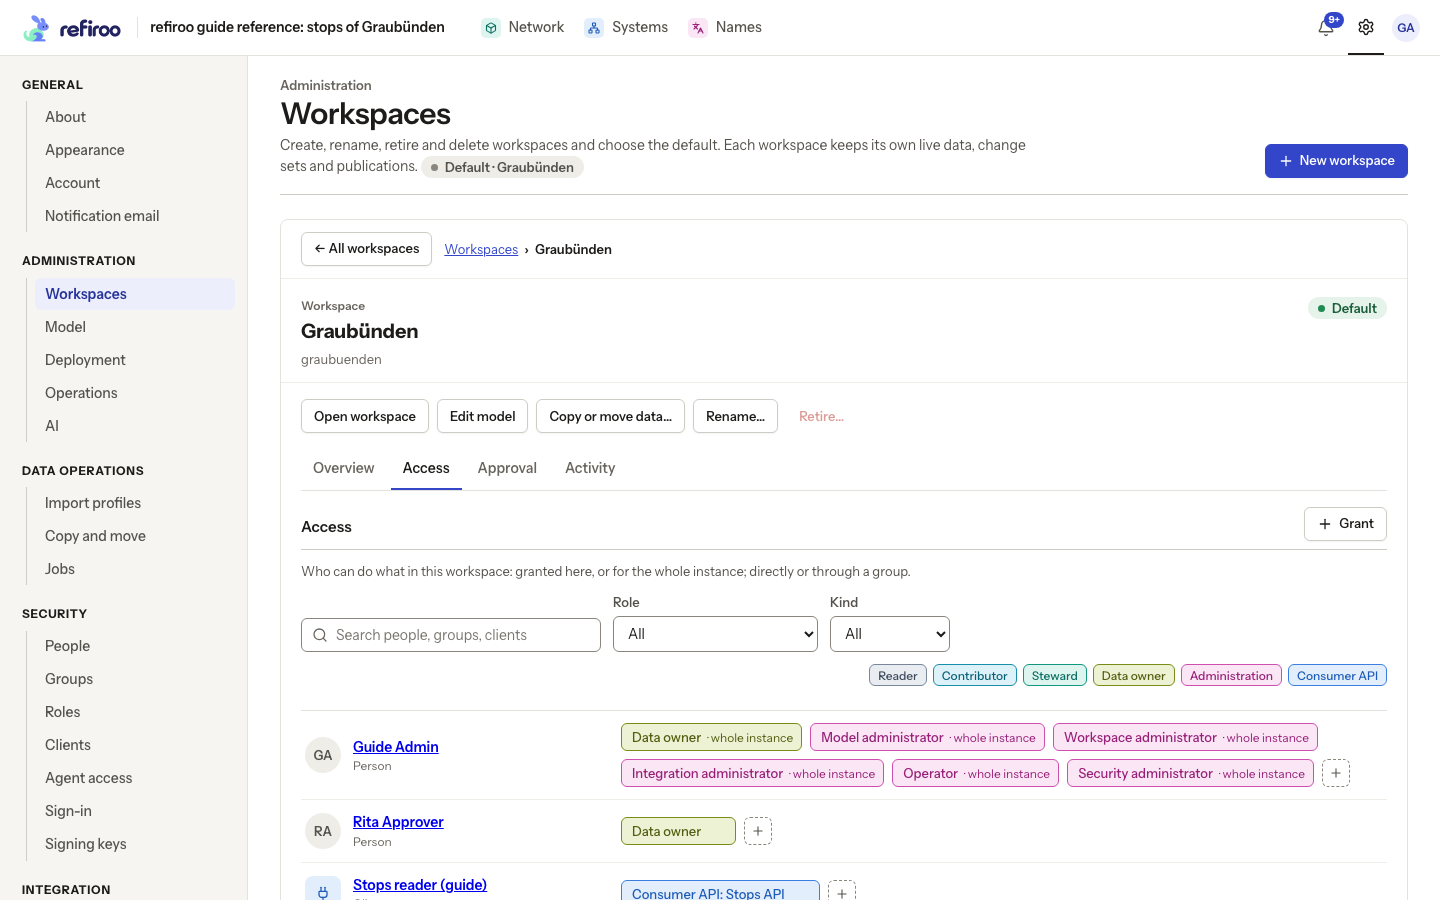 refiroo
refiroo guide reference: stops of Graubünden
Network
Systems
Names
9+
GA
GENERAL
About
Appearance
Account
Notification email
ADMINISTRATION
Workspaces
Model
Deployment
Operations
AI
DATA OPERATIONS
Import profiles
Copy and move
Jobs
SECURITY
People
Groups
Roles
Clients
Agent access
Sign-in
Signing keys
INTEGRATION
Administration
Workspaces
Create, rename, retire and delete workspaces and choose the default. Each workspace keeps its own live data, change
sets and publications. Default · Graubünden
+ New workspace
← All workspaces
Workspaces › Graubünden
Workspace
Graubünden
graubuenden
Default
Open workspace
Edit model
Copy or move data...
Rename...
Retire...
Overview
Access
Approval
Activity
Access
+ Grant
Who can do what in this workspace: granted here, or for the whole instance; directly or through a group.
Role
Kind
Search people, groups, clients
All
All
Reader
Contributor
Steward
Data owner
Administration
Consumer API
GA
Guide Admin
Person
Data owner · whole instance
Model administrator · whole instance
Workspace administrator · whole instance
Integration administrator · whole instance
Operator · whole instance
Security administrator · whole instance
+
RA
Rita Approver
Person
Data owner
+
Stops reader (guide)
Consumer API: Stops API
+